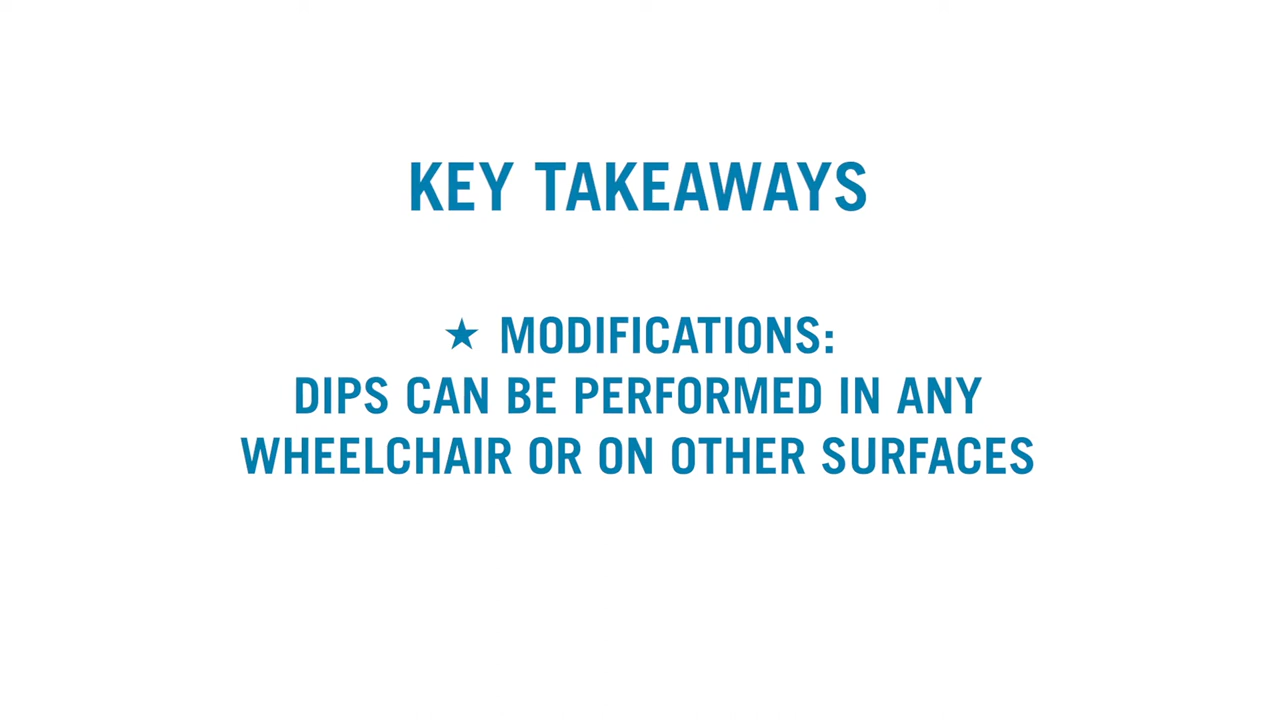 KEY TAKEAWAYS
★ MODIFICATIONS:
DIPS CAN BE PERFORMED IN ANY
WHEELCHAIR OR ON OTHER SURFACES